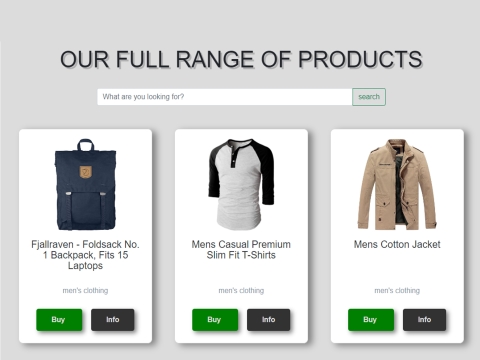 OUR FULL RANGE OF PRODUCTS
What are you looking for?
search
Fjallraven - Foldsack No.
1 Backpack, Fits 15
Laptops
men's clothing
Buy
Info
Mens Casual Premium
Slim Fit T-Shirts
men's clothing
Buy
Info
Mens Cotton Jacket
men's clothing
Buy
Info